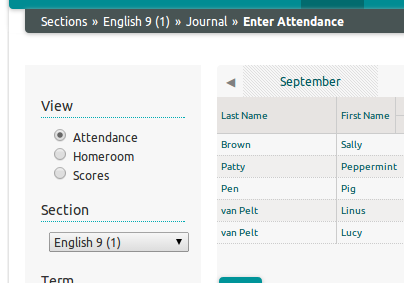 Sections » English 9 (1) » Journal » Enter Attendance
View
Attendance
Homeroom
Scores
Section
English 9 (1)
Term
September
Last Name First Name
Brown Sally
Patty Peppermint
Pen Pig
van Pelt Linus
van Pelt Lucy